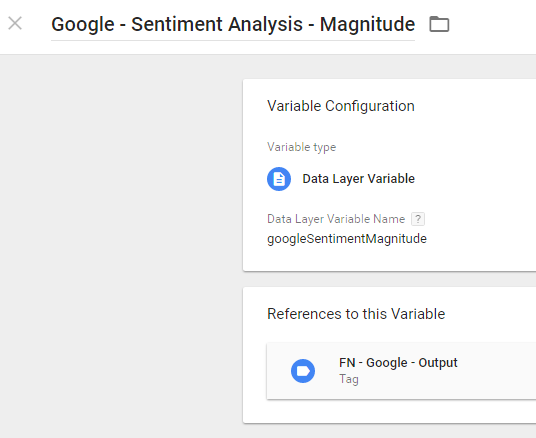 Google - Sentiment Analysis - Magnitude
Variable Configuration
Variable type
Data Layer Variable
Data Layer Variable Name ?
googleSentimentMagnitude
References to this Variable
FN - Google - Output
Tag